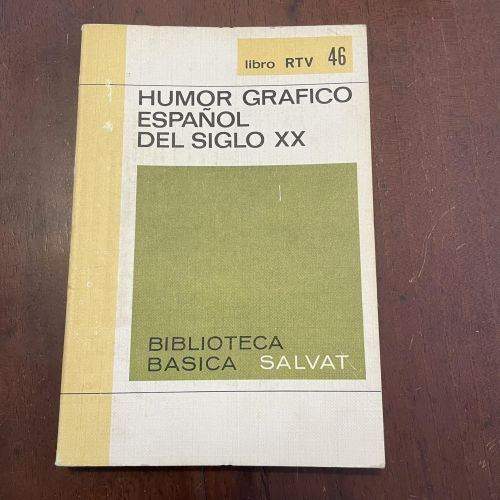 libro RTV 46
HUMOR GRAFICO
ESPAÑOL
DEL SIGLO XX
BIBLIOTECA
BASICA SALVAT